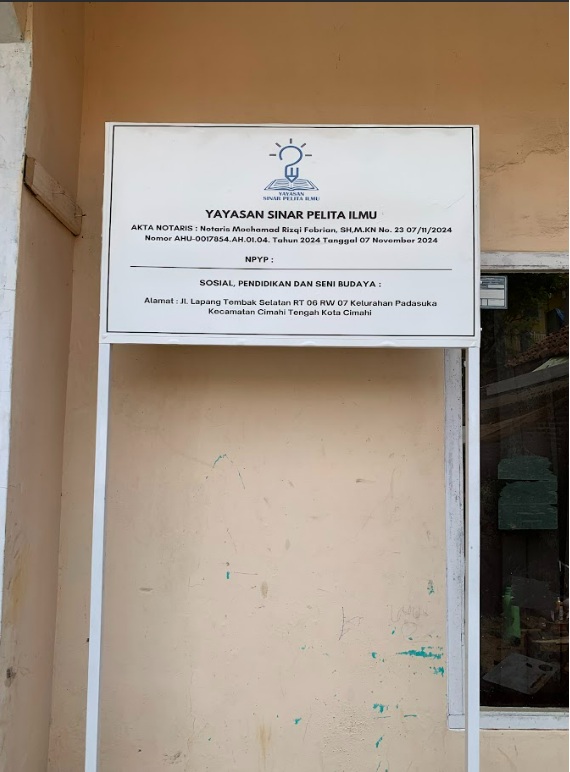 YAYASAN
SINAR PELITA ILMU
YAYASAN SINAR PELITA ILMU
AKTA NOTARIS : Notaris Mochamad Rizqi Febrian, SH,M.KN No. 23 07/11/2024
Nomor AHU-0017854.AH.01.04. Tahun 2024 Tanggal 07 November 2024
NPYP :
SOSIAL, PENDIDIKAN DAN SENI BUDAYA :
Alamat : Jl. Lapang Tembak Selatan RT 06 RW 07 Kelurahan Padasuka
Kecamatan Cimahi Tengah Kota Cimahi